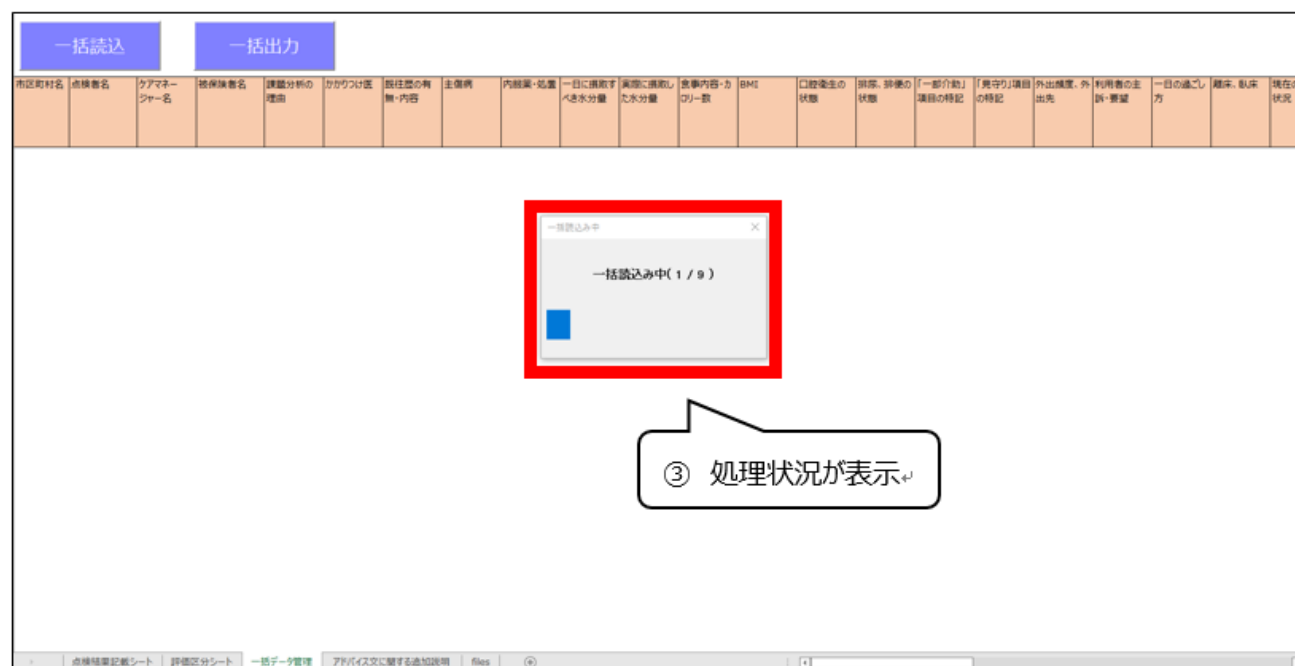 一括読込 一括出力
市区町村名 点検者名 ケアマネージャー名 被保険者名 課題分析の理由 かかりつけ医 既往歴の有無・内容 主傷病 内服薬・処置 一日に摂取すべき水分量 実際に摂取した水分量 食事内容・カロリー数 BMI 口腔衛生の状態 排尿、排便の状態 「一部介助」項目の特記 「見守り」項目の特記 外出頻度、外出先 利用者の主訴・要望 一日の過ごし方 離床、臥床 現在の状況
一括読込み中
一括読込み中( 1 / 9 )
③ 処理状況が表示
点検結果記載シート 評価区分シート 一括データ管理 アドバイス文に関する追加説明 files